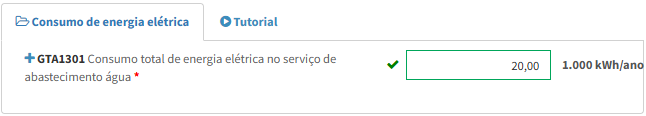 Consumo de energia elétrica Tutorial
GTA1301 Consumo total de energia elétrica no serviço de
abastecimento água *
20,00 1.000 kWh/ano